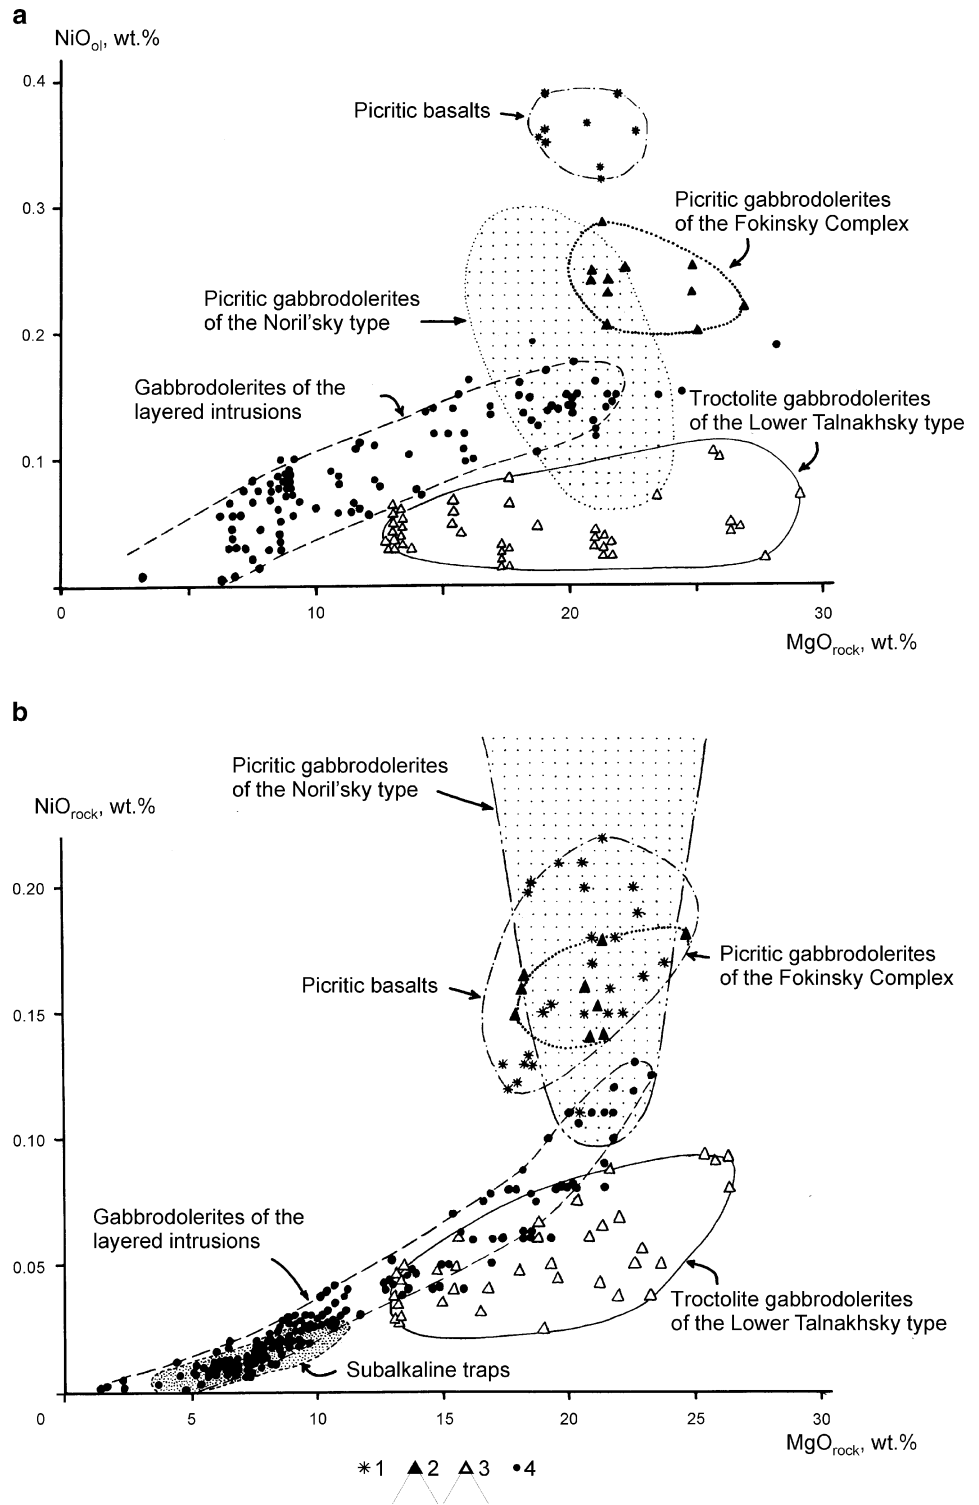 a
NiOol, wt.%
0.4
Picritic basalts
Picritic gabbrodolerites
of the Fokinsky Complex
0.3
Picritic gabbrodolerites
of the Noril'sky type
0.2
Gabbrodolerites of the
layered intrusions
Troctolite gabbrodolerites
of the Lower Talnakhsky type
0.1
0 10 20 30
MgOrock, wt.%
b
Picritic gabbrodolerites
of the Noril'sky type
NiOrock, wt.%
0.20
Picritic gabbrodolerites
of the Fokinsky Complex
Picritic basalts
0.15
0.10
Gabbrodolerites of the
layered intrusions
0.05
Troctolite gabbrodolerites
of the Lower Talnakhsky type
Subalkaline traps
0 5 10 15 20 25 30
MgOrock, wt.%
1 2 3 4